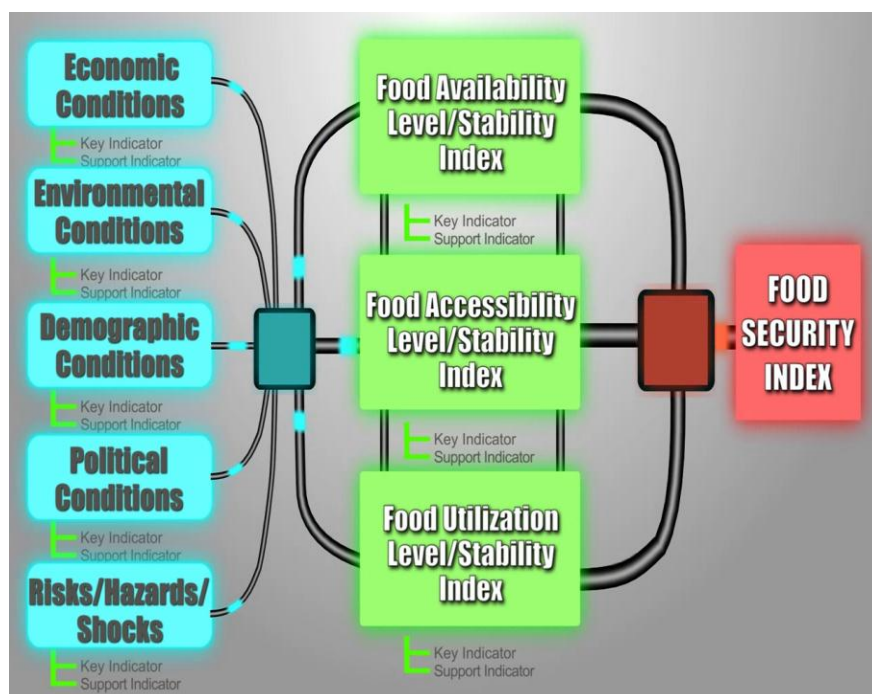 Economic
Conditions
Key Indicator
Support Indicator
Environmental
Conditions
Key Indicator
Support Indicator
Demographic
Conditions
Key Indicator
Support Indicator
Political
Conditions
Key Indicator
Support Indicator
Risks/Hazards/
Shocks
Key Indicator
Support Indicator
Food Availability
Level/Stability
Index
Key Indicator
Support Indicator
Food Accessibility
Level/Stability
Index
Key Indicator
Support Indicator
Food Utilization
Level/Stability
Index
Key Indicator
Support Indicator
FOOD
SECURITY
INDEX